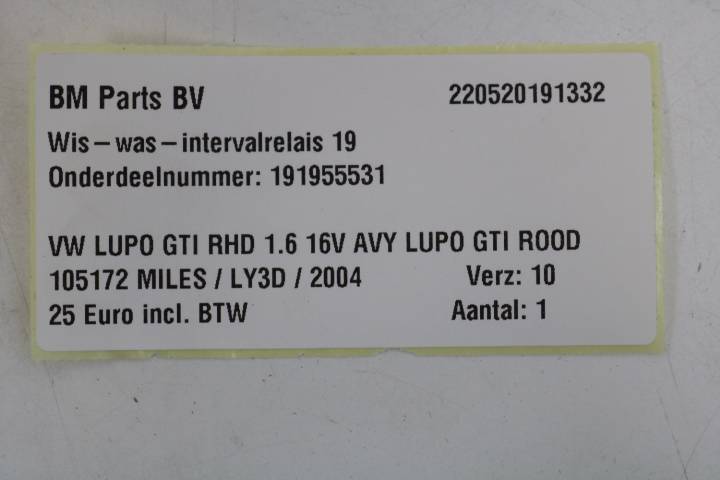 BM Parts BV 220520191332
Wis-was-intervalrelais 19
Onderdeelnummer: 191955531
VW LUPO GTI RHD 1.6 16V AVY LUPO GTI ROOD
105172 MILES / LY3D / 2004 Verz: 10
25 Euro incl. BTW Aantal: 1